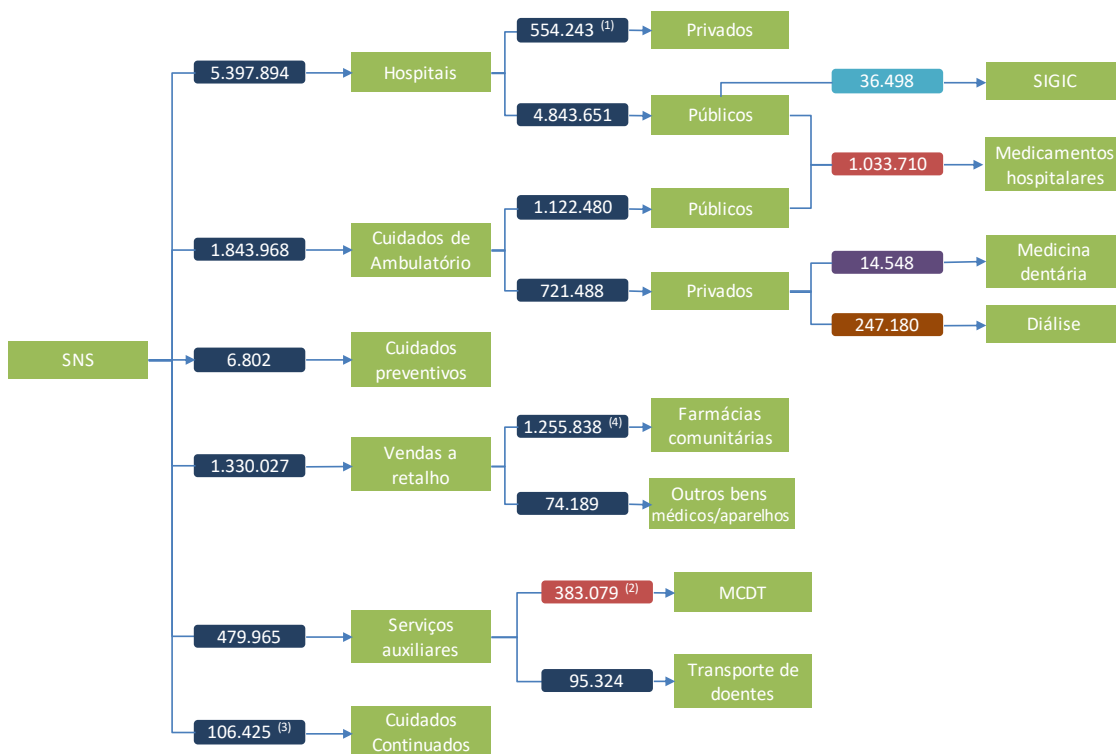 554.243 (1)
Privados
5.397.894
Hospitais
36.498
SIGIC
4.843.651
Públicos
1.033.710
Medicamentos
hospitalares
1.122.480
Públicos
1.843.968
Cuidados de
Ambulatório
14.548
Medicina
dentária
721.488
Privados
247.180
Diálise
SNS
6.802
Cuidados
preventivos
1.255.838 (4)
Farmácias
comunitárias
1.330.027
Vendas a
retalho
74.189
Outros bens
médicos/aparelhos
383.079 (2)
MCDT
479.965
Serviços
auxiliares
95.324
Transporte de
doentes
106.425 (3)
Cuidados
Continuados